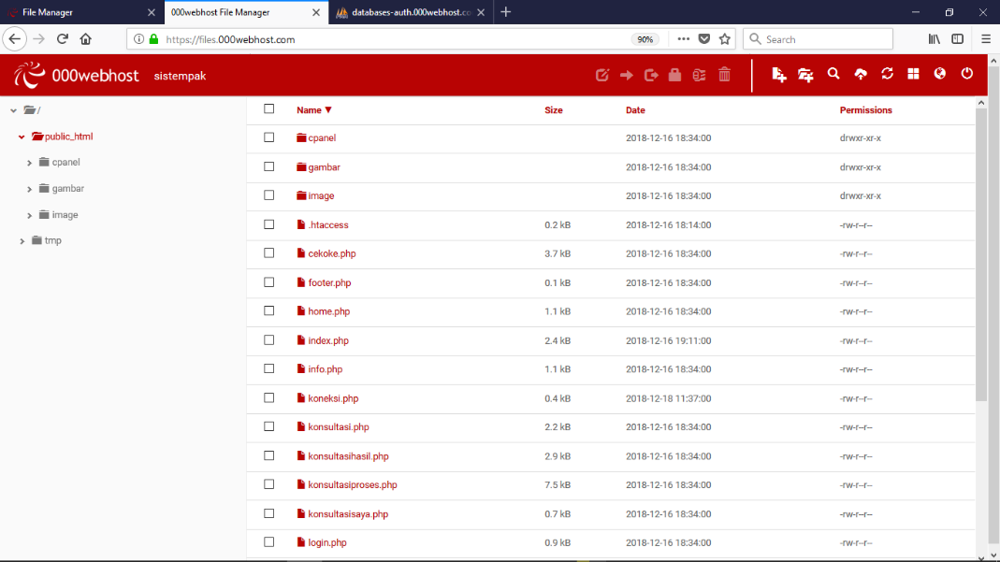 File Manager
000webhost File Manager
databases-auth.000webhost.co
https://files.000webhost.com
90%
Search
000webhost
sistempak
/
public_html
cpanel
gambar
image
tmp
Name ▼ Size Date Permissions
cpanel 2018-12-16 18:34:00 drwxr-xr-x
gambar 2018-12-16 18:34:00 drwxr-xr-x
image 2018-12-16 18:34:00 drwxr-xr-x
.htaccess 0.2 kB 2018-12-16 18:14:00 -rw-r--r--
cekoke.php 3.7 kB 2018-12-16 18:34:00 -rw-r--r--
footer.php 0.1 kB 2018-12-16 18:34:00 -rw-r--r--
home.php 1.1 kB 2018-12-16 18:34:00 -rw-r--r--
index.php 2.4 kB 2018-12-16 19:11:00 -rw-r--r--
info.php 1.1 kB 2018-12-16 18:34:00 -rw-r--r--
koneksi.php 0.4 kB 2018-12-18 11:37:00 -rw-r--r--
konsultasi.php 2.2 kB 2018-12-16 18:34:00 -rw-r--r--
konsultasihasil.php 2.9 kB 2018-12-16 18:34:00 -rw-r--r--
konsultasiproses.php 7.5 kB 2018-12-16 18:34:00 -rw-r--r--
konsultasisaya.php 0.7 kB 2018-12-16 18:34:00 -rw-r--r--
login.php 0.9 kB 2018-12-16 18:34:00 -rw-r--r--